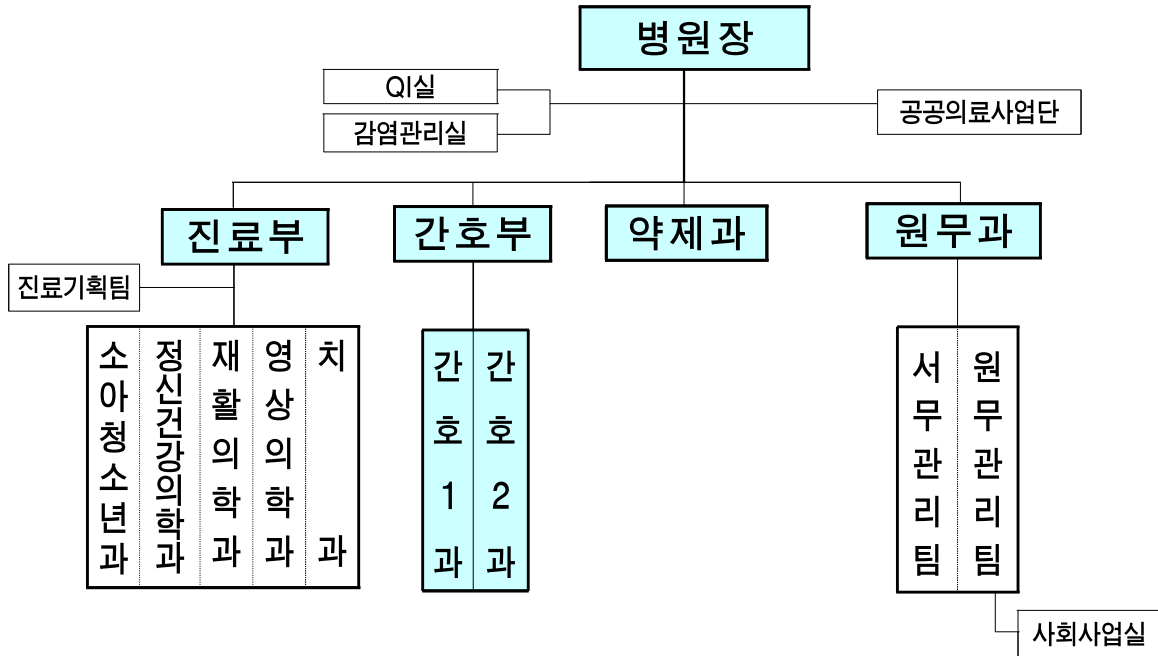 병원장
QI실
감염관리실
공공의료사업단
진료부
간호부
약제과
원무과
진료기획팀
소아청소년과
정신건강의학과
재활의학과
영상의학과
치과
간호1과
간호2과
서무관리팀
원무관리팀
사회사업실